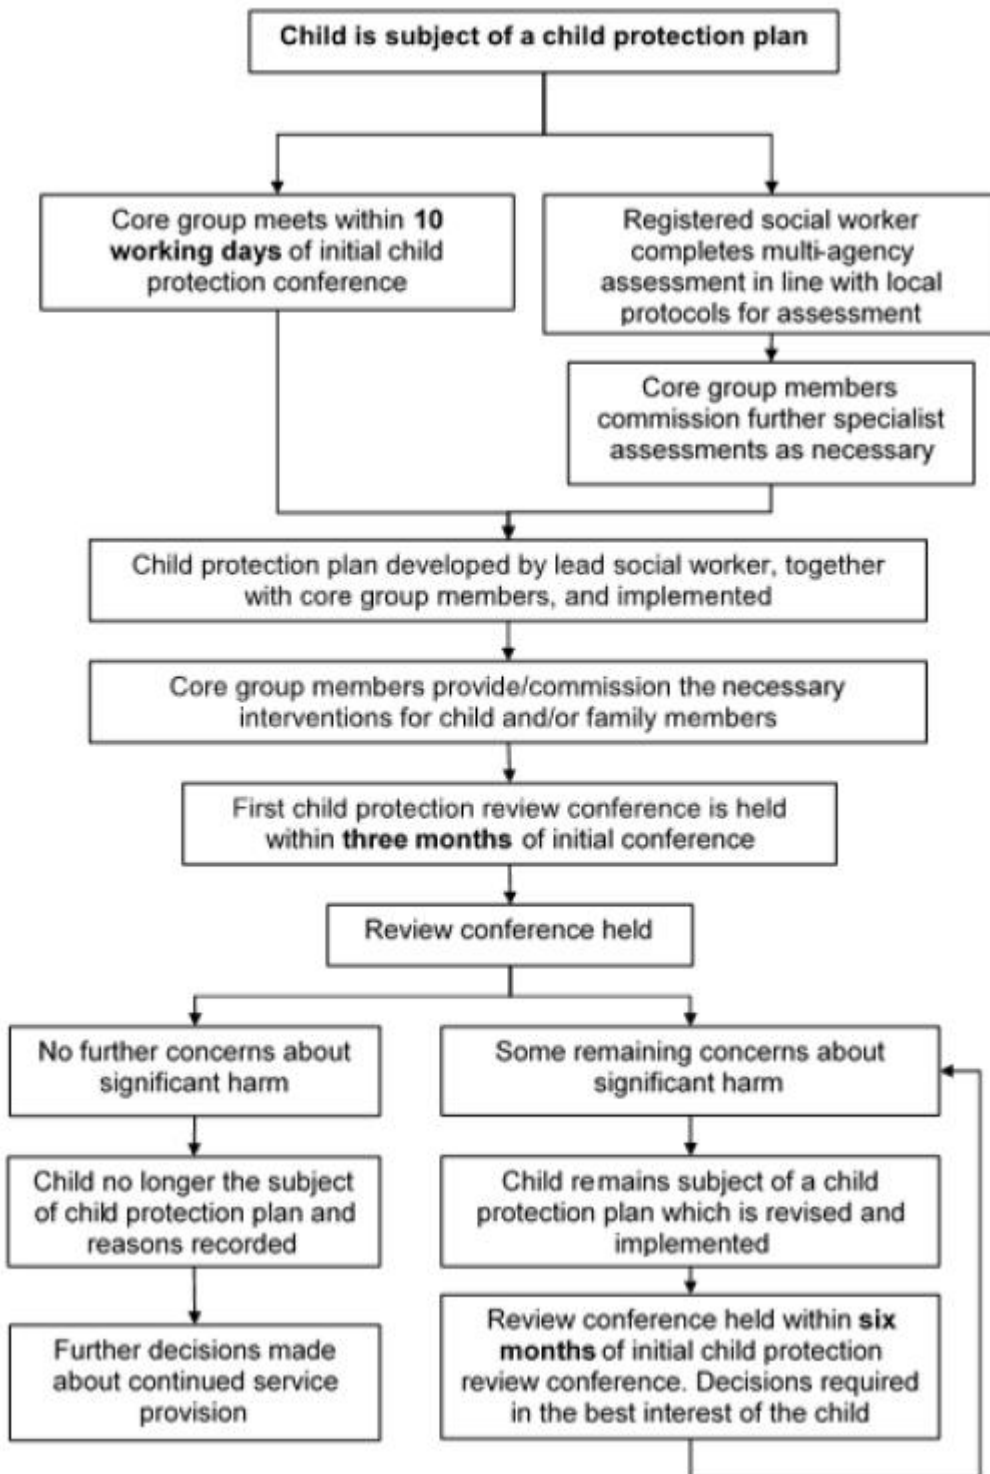 Child is subject of a child protection plan
Core group meets within 10
working days of initial child
protection conference
Registered social worker
completes multi-agency
assessment in line with local
protocols for assessment
Core group members
commission further specialist
assessments as necessary
Child protection plan developed by lead social worker, together
with core group members, and implemented
Core group members provide/commission the necessary
interventions for child and/or family members
First child protection review conference is held
within three months of initial conference
Review conference held
No further concerns about
significant harm
Some remaining concerns about
significant harm
Child no longer the subject
of child protection plan and
reasons recorded
Child remains subject of a child
protection plan which is revised and
implemented
Further decisions made
about continued service
provision
Review conference held within six
months of initial child protection
review conference. Decisions required
in the best interest of the child